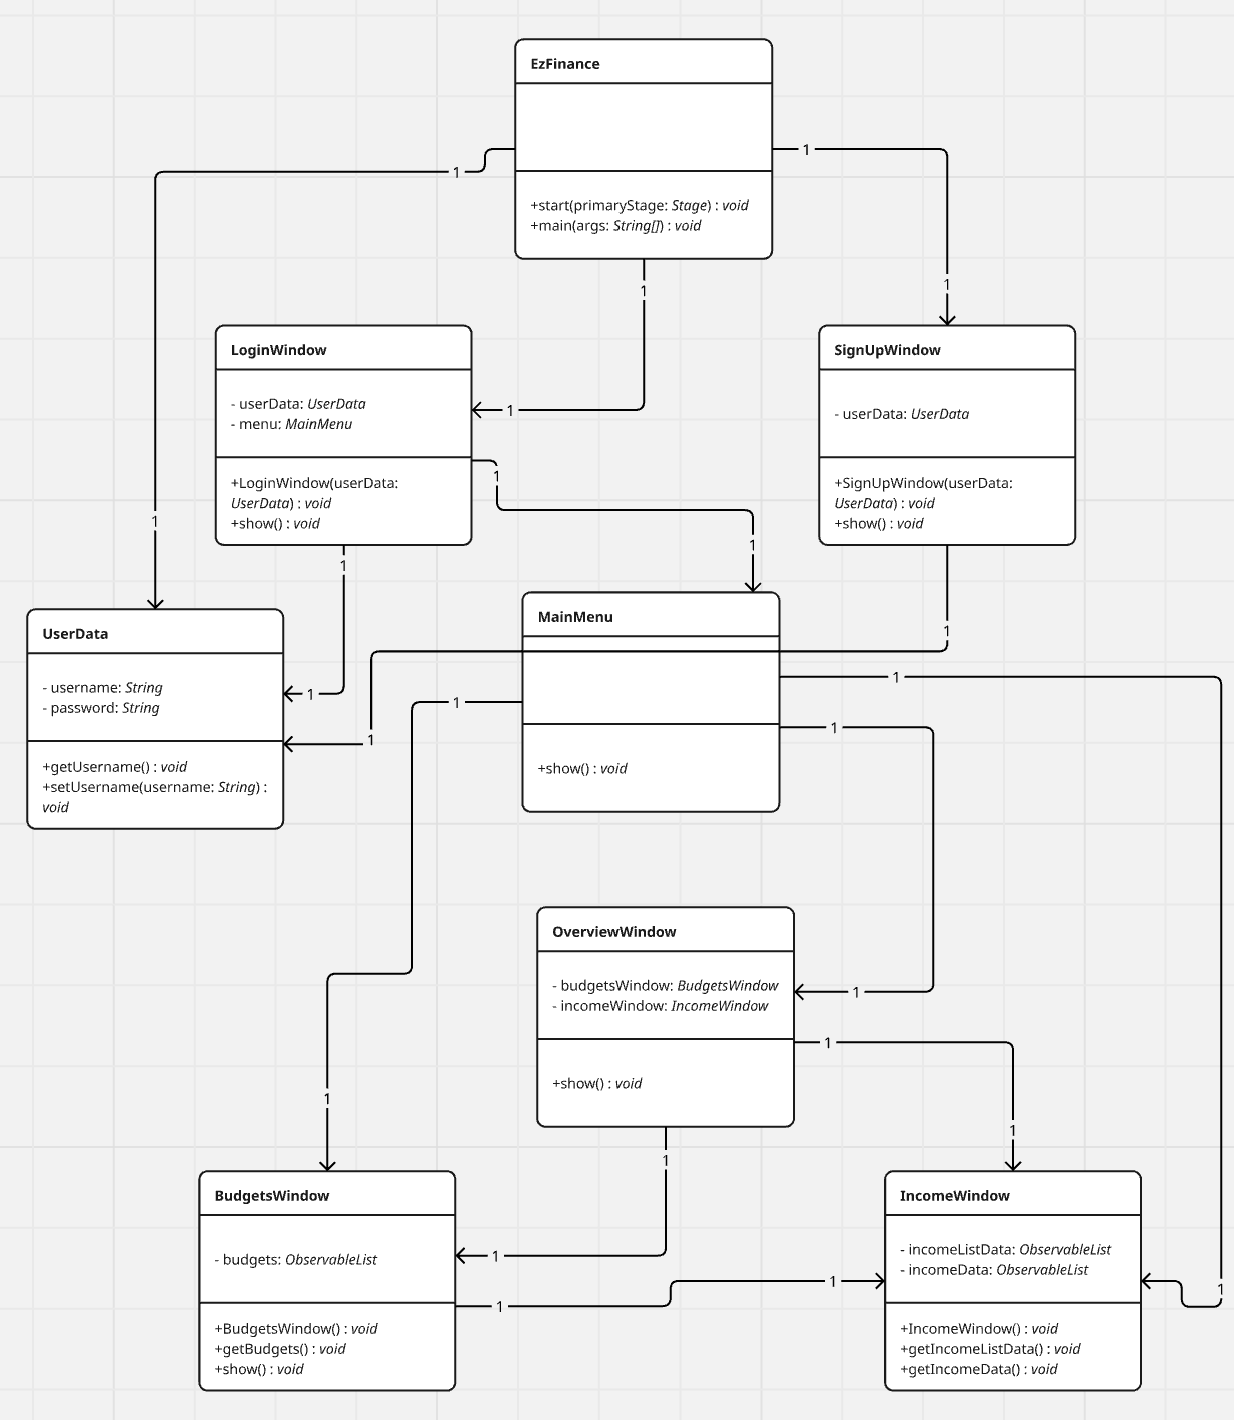 EzFinance
1
1
+start(primaryStage: Stage) : void
+main(args: String[]) : void
1
1
LoginWindow
- userData: UserData
- menu: MainMenu
1
+LoginWindow(userData:
UserData) : void
+show() : void
SignUpWindow
- userData: UserData
+SignUpWindow(userData:
UserData) : void
+show() : void
1
1
1
1
UserData
- username: String
- password: String
1
1
+getUsername() : void
+setUsername(username: String) :
void
MainMenu
1
1
1
1
+show() : void
OverviewWindow
- budgetsWindow: BudgetsWindow
- incomeWindow: IncomeWindow
1
1
+show() : void
1
1
1
BudgetsWindow
- budgets: ObservableList
1
1
+BudgetsWindow() : void
+getBudgets() : void
+show() : void
IncomeWindow
- incomeListData: ObservableList
- incomeData: ObservableList
1
1
+IncomeWindow() : void
+getIncomeListData() : void
+getIncomeData() : void